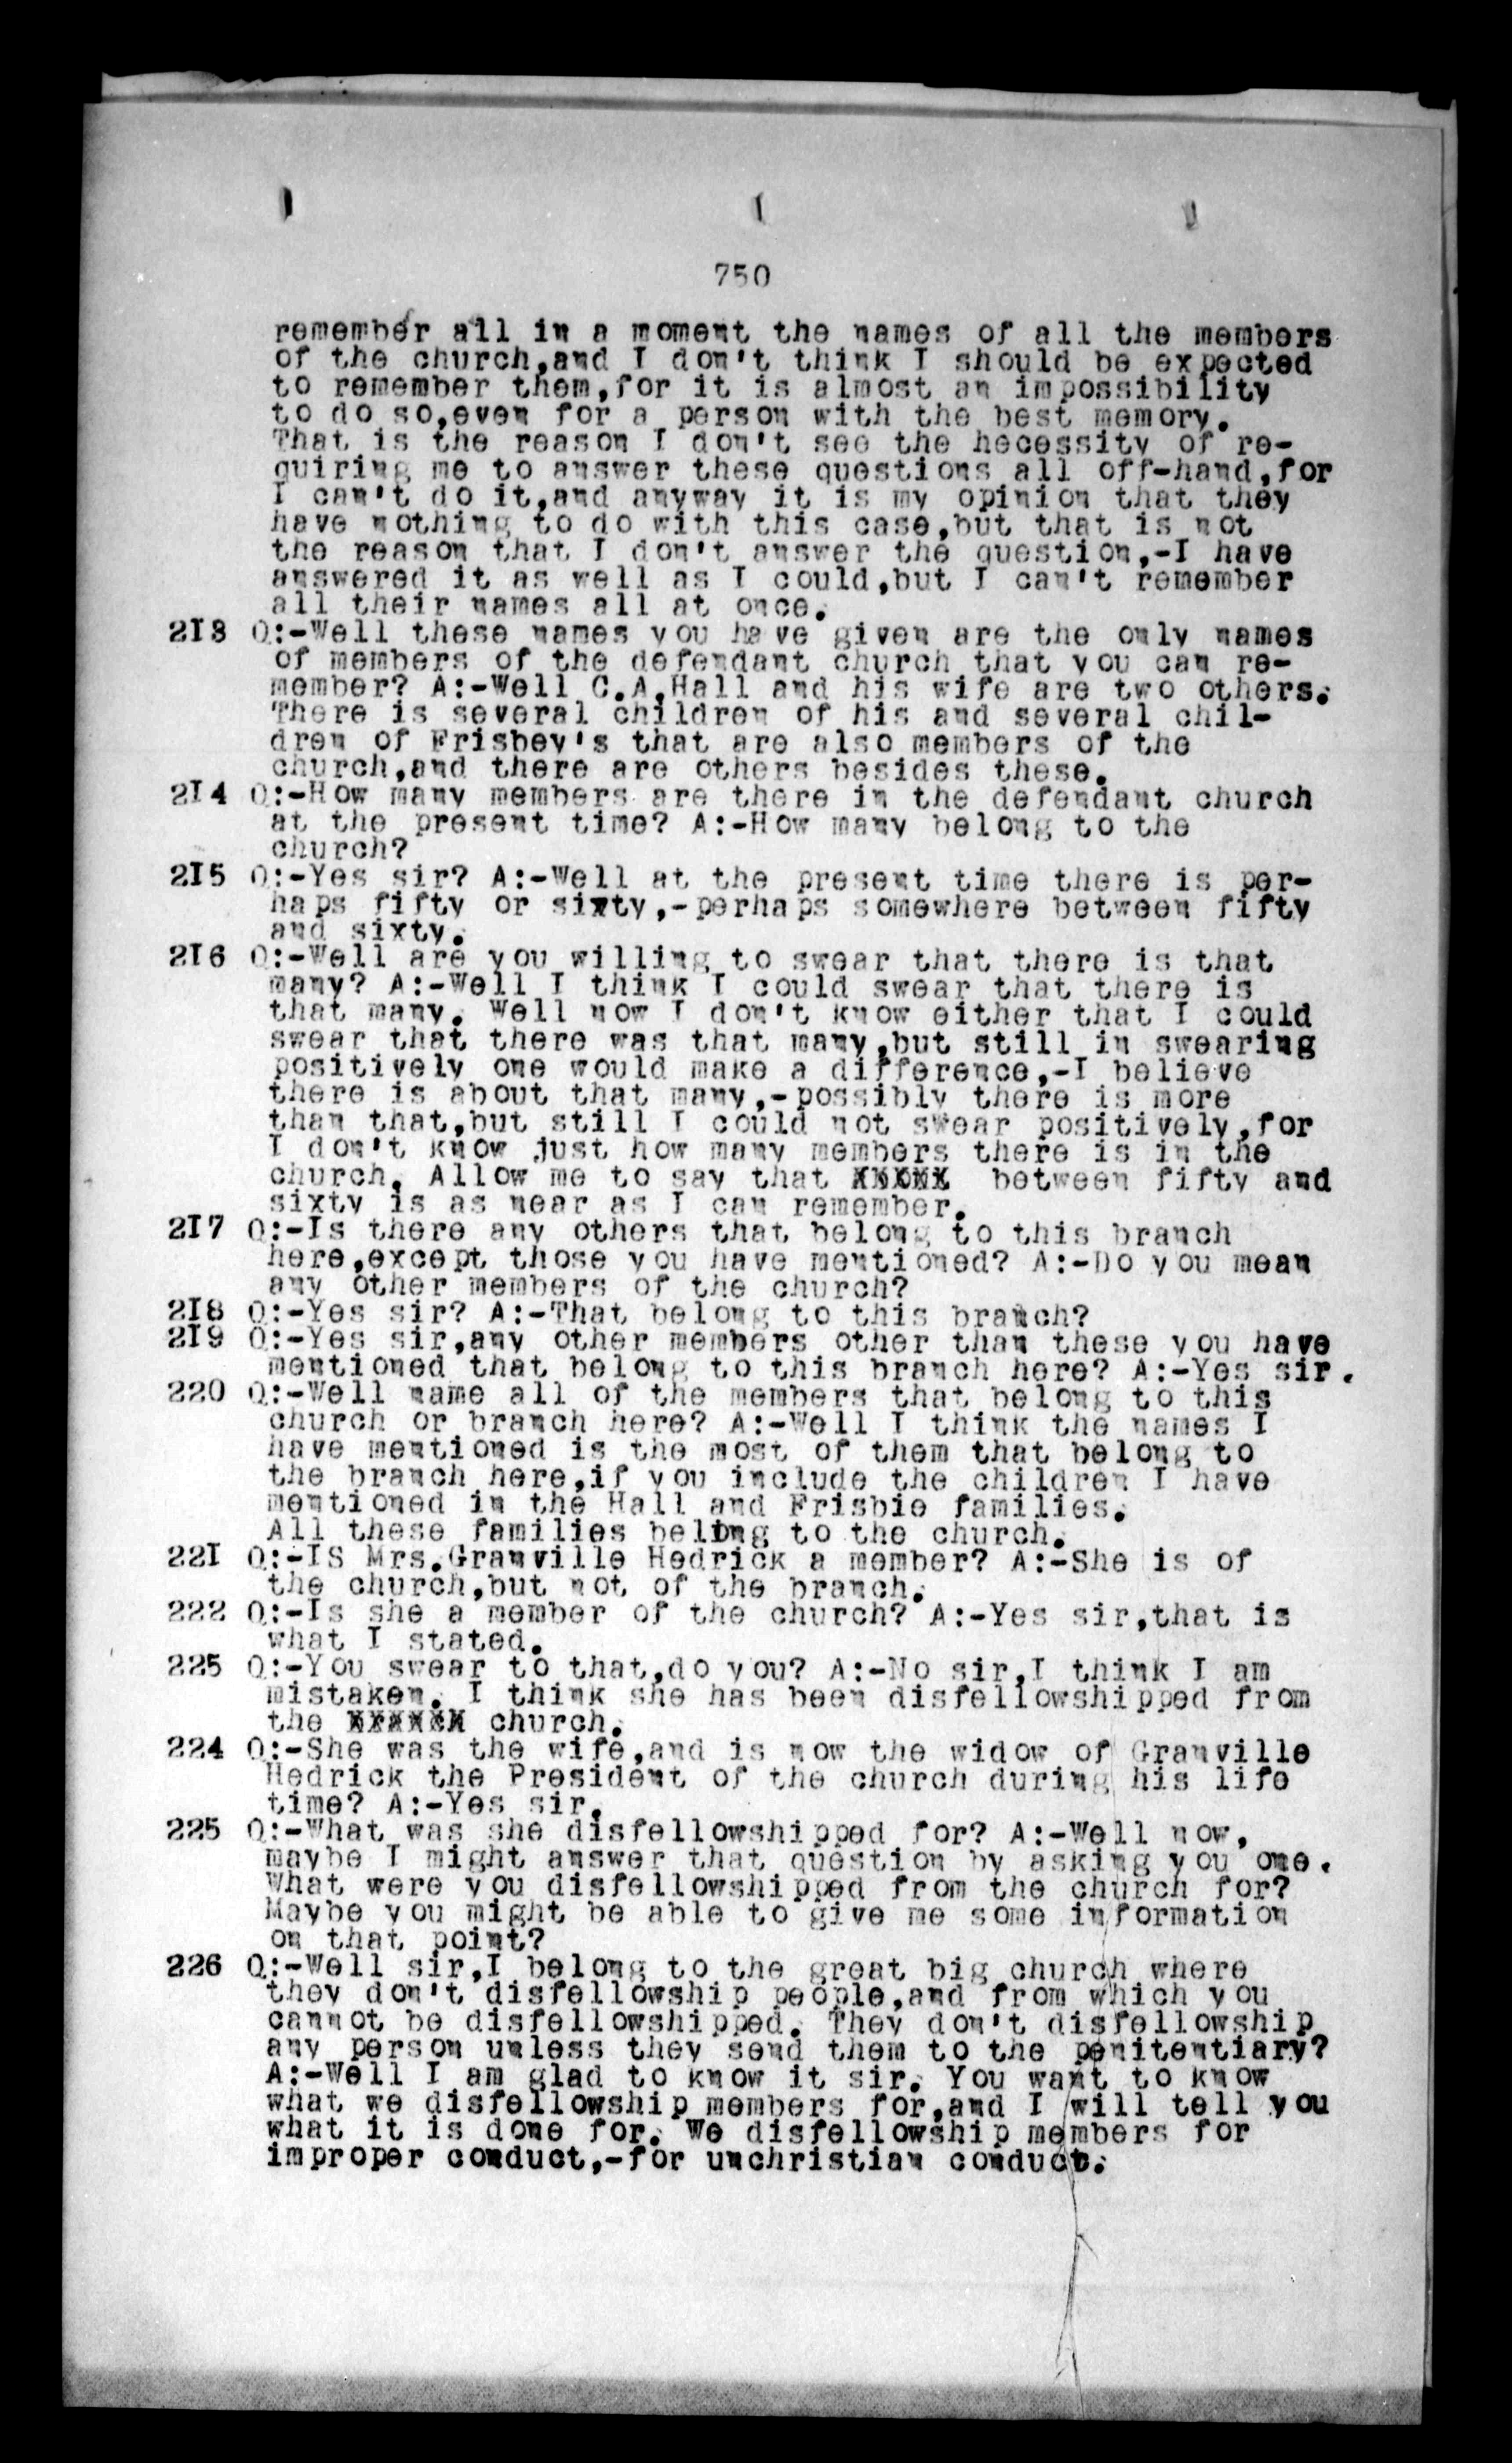 750
remember all in a moment the names of all the members
of the church,and I don't think I should be expected
to remember them,for it is almost an impossibility
to do so,even for a person with the best memory.
That is the reason I don't see the hecessity of re-
quiring me to answer these questions all off-hand,for
I can't do it,and anyway it is my opinion that they
have nothing to do with this case,but that is not
the reason that I don't answer the question,-I have
answered it as well as I could,but I can't remember
all their names all at once.
213 Q:-Well these names you have given are the only names
of members of the defendant church that you can re-
member? A:-Well C.A.Hall and his wife are two others.
There is several children of his and several chil-
dren of Frisbey's that are also members of the
church,and there are others besides these.
214 Q:-How many members are there in the defendant church
at the present time? A:-How many belong to the
church?
215 Q:-Yes sir? A:-Well at the present time there is per-
haps fifty or sixty,-perhaps somewhere between fifty
and sixty.
216 Q:-Well are you willing to swear that there is that
many? A:-Well I think I could swear that there is
that many. Well now I don't know either that I could
swear that there was that many,but still in swearing
positively one would make a difference,-I believe
there is about that many,-possibly there is more
than that,but still I could not swear positively,for
I don't know just how many members there is in the
church. Allow me to say that between fifty and
sixty is as near as I can remember.
217 Q:-Is there any others that belong to this branch
here,except those you have mentioned? A:-Do you mean
any other members of the church?
218 Q:-Yes sir? A:-That belong to this branch?
219 Q:-Yes sir,any other members other than these you have
mentioned that belong to this branch here? A:-Yes sir.
220 Q:-Well name all of the members that belong to this
church or branch here? A:-Well I think the names I
have mentioned is the most of them that belong to
the branch here,if you include the children I have
mentioned in the Hall and Frisbie families.
All these families belong to the church.
221 Q:-IS Mrs.Granville Hedrick a member? A:-She is of
the church,but not of the branch.
222 Q:-Is she a member of the church? A:-Yes sir,that is
what I stated.
225 Q:-You swear to that,do you? A:-No sir,I think I am
mistaken. I think she has been disfellowshipped from
the church.
224 Q:-She was the wife,and is now the widow of Granville
Hedrick the President of the church during his life
time? A:-Yes sir.
225 Q:-What was she disfellowshipped for? A:-Well now,
maybe I might answer that question by asking you one.
What were you disfellowshipped from the church for?
Maybe you might be able to give me some information
on that point?
226 Q:-Well sir,I belong to the great big church where
they don't disfellowship people,and from which you
cannot be disfellowshipped. They don't disfellowship
any person unless they send them to the penitentiary?
A:-Well I am glad to know it sir. You want to know
what we disfellowship members for,and I will tell you
what it is done for. We disfellowship members for
improper conduct,-for unchristian conduct.